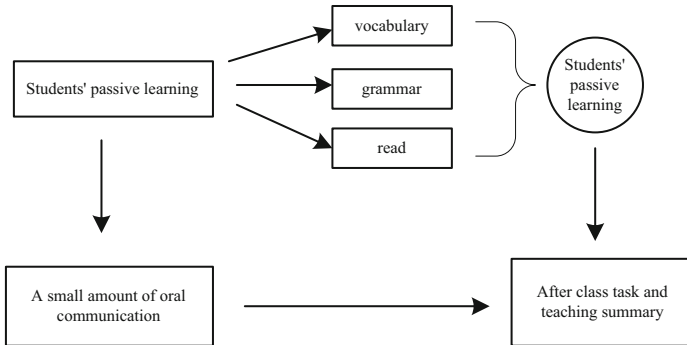 vocabulary
Students' passive learning
grammar
read
Students'
passive
learning
A small amount of oral
communication
After class task and
teaching summary